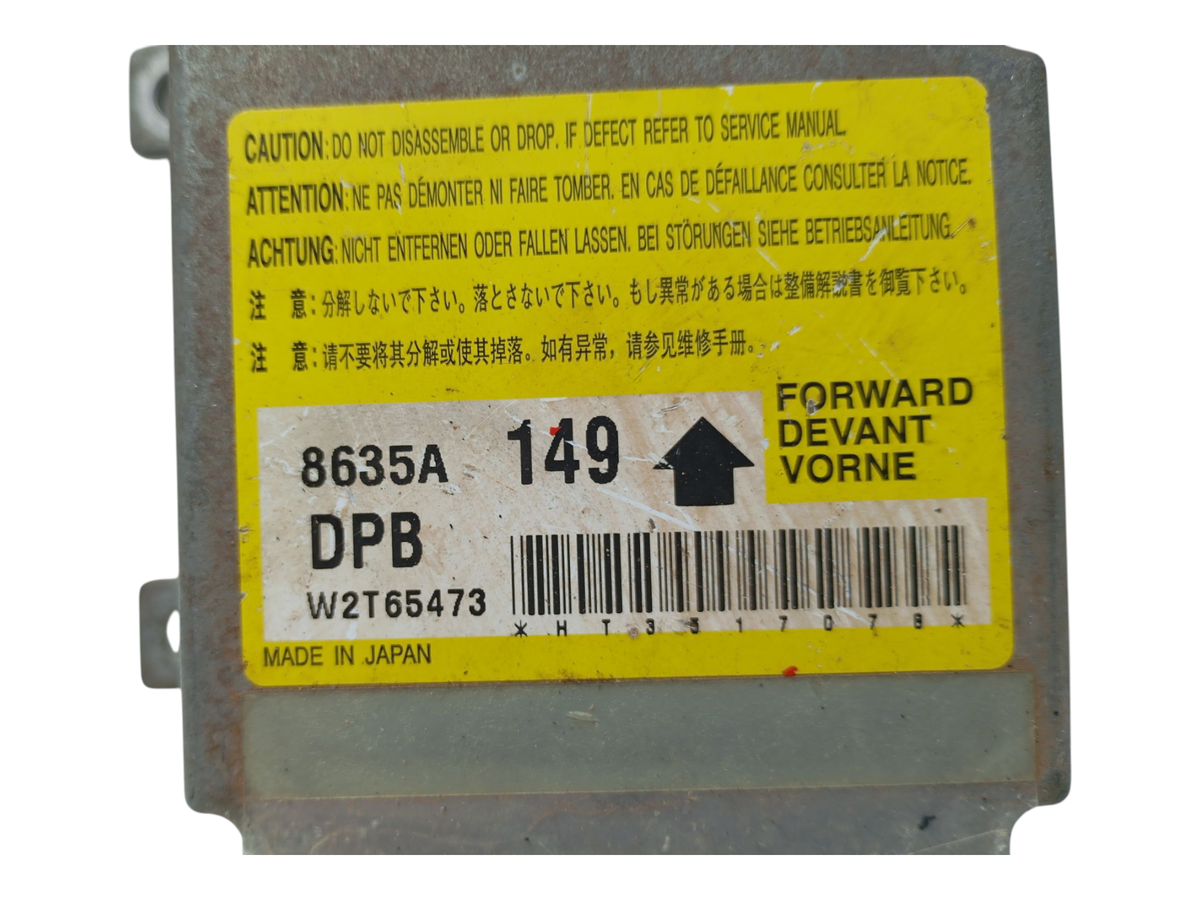 CAUTION: DO NOT DISASSEMBLE OR DROP. IF DEFECT REFER TO SERVICE MANUAL.
ATTENTION: NE PAS DÉMONTER NI FAIRE TOMBER. EN CAS DE DÉFAILLANCE CONSULTER LA NOTICE.
ACHTUNG: NICHT ENTFERNEN ODER FALLEN LASSEN. BEI STÖRUNGEN SIEHE BETRIEBSANLEITUNG.
注 意：分解しないで下さい。落とさないで下さい。もし異常がある場合は整備解説書を御覧下さい。
注 意：请不要将其分解或使其掉落。如有异常，请参见维修手册。
FORWARD
DEVANT
VORNE
8635A 149
DPB
W2T65473
*HT3517078*
MADE IN JAPAN